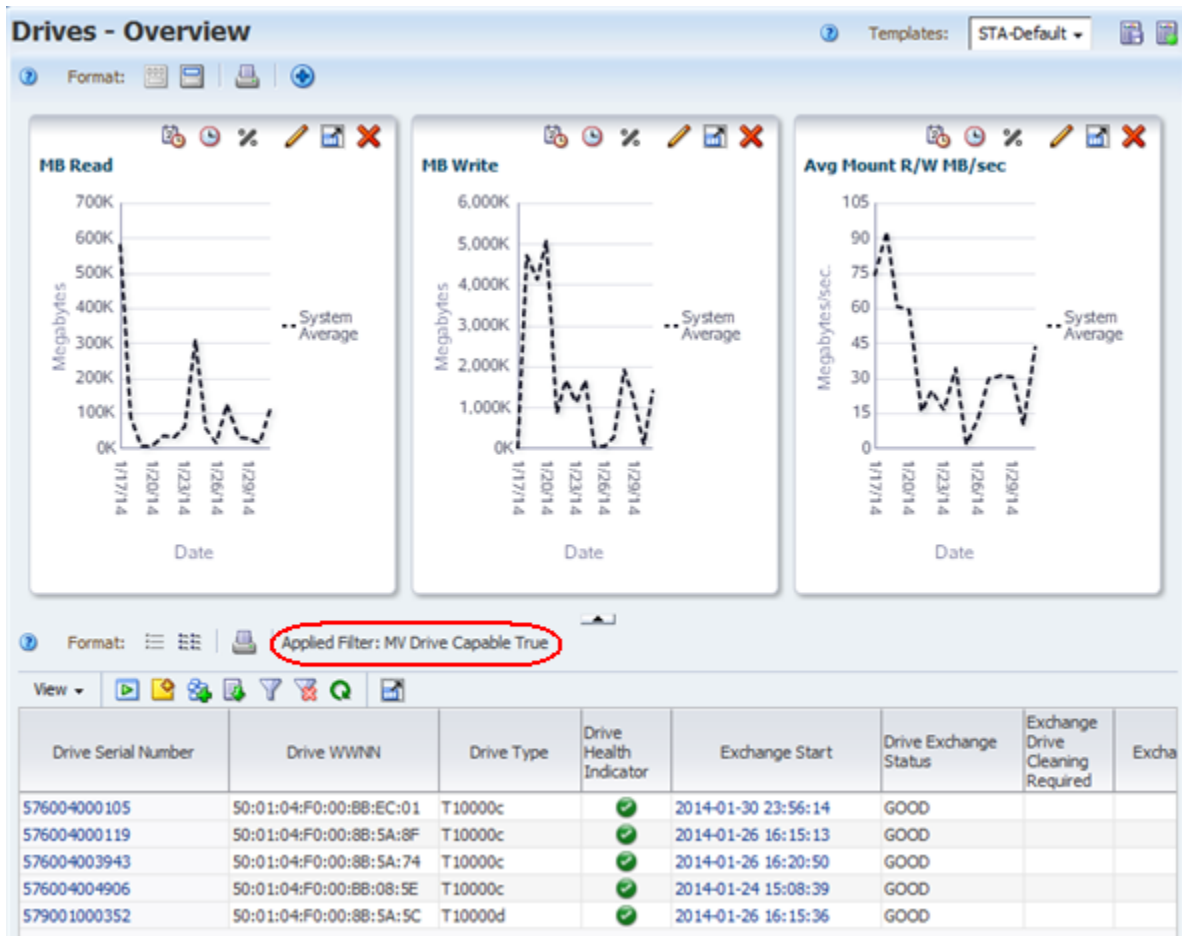 Drives - Overview
Templates: STA-Default
Format:
MB Read
700K
600K
500K
400K
300K
200K
100K
0K
Megabytes
1/17/14
1/20/14
1/23/14
1/26/14
1/29/14
Date
System
Average
MB Write
6,000K
5,000K
4,000K
3,000K
2,000K
1,000K
0K
Megabytes
1/17/14
1/20/14
1/23/14
1/26/14
1/29/14
Date
System
Average
Avg Mount R/W MB/sec
105
90
75
60
45
30
15
0
Megabytes/sec.
1/17/14
1/20/14
1/23/14
1/26/14
1/29/14
Date
System
Average
Format: Applied Filter: MV Drive Capable True
View
Drive Serial Number
Drive WWNN
Drive Type
Drive
Health
Indicator
Exchange Start
Drive Exchange
Status
Exchange
Drive
Cleaning
Required
Excha
576004000105 50:01:04:F0:00:BB:EC:01 T10000c 2014-01-30 23:56:14 GOOD
576004000119 50:01:04:F0:00:8B:5A:8F T10000c 2014-01-26 16:15:13 GOOD
576004003943 50:01:04:F0:00:8B:5A:74 T10000c 2014-01-26 16:20:50 GOOD
576004004906 50:01:04:F0:00:BB:08:5E T10000c 2014-01-24 15:08:39 GOOD
579001000352 50:01:04:F0:00:8B:5A:5C T10000d 2014-01-26 16:15:36 GOOD